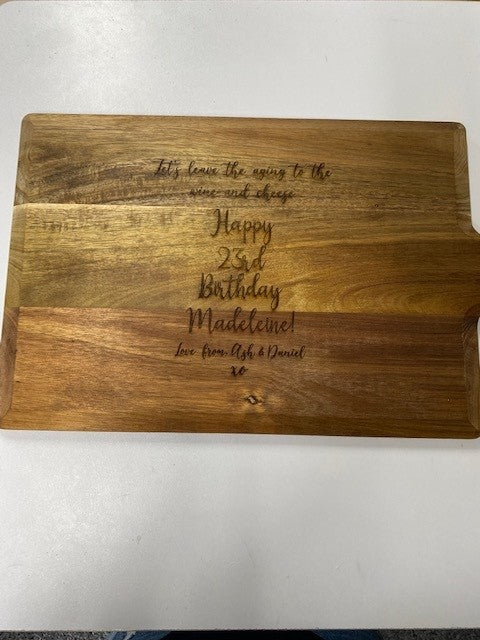 Let's leave the aging to the
wine and cheese
Happy
23rd
Birthday
Madeleine!
Love from, Ash & Daniel
xo